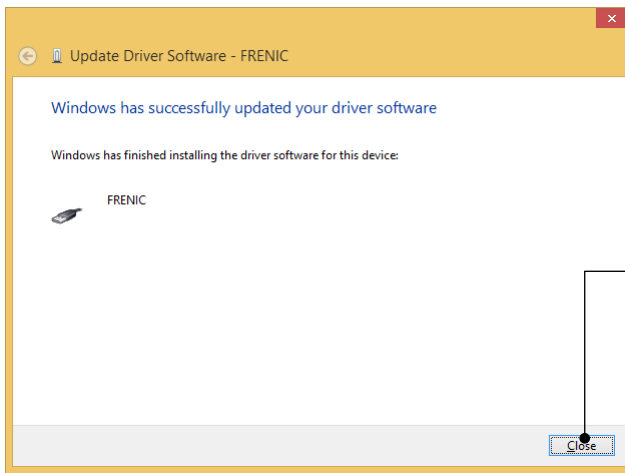 Update Driver Software - FRENIC
Windows has successfully updated your driver software
Windows has finished installing the driver software for this device:
FRENIC
Close